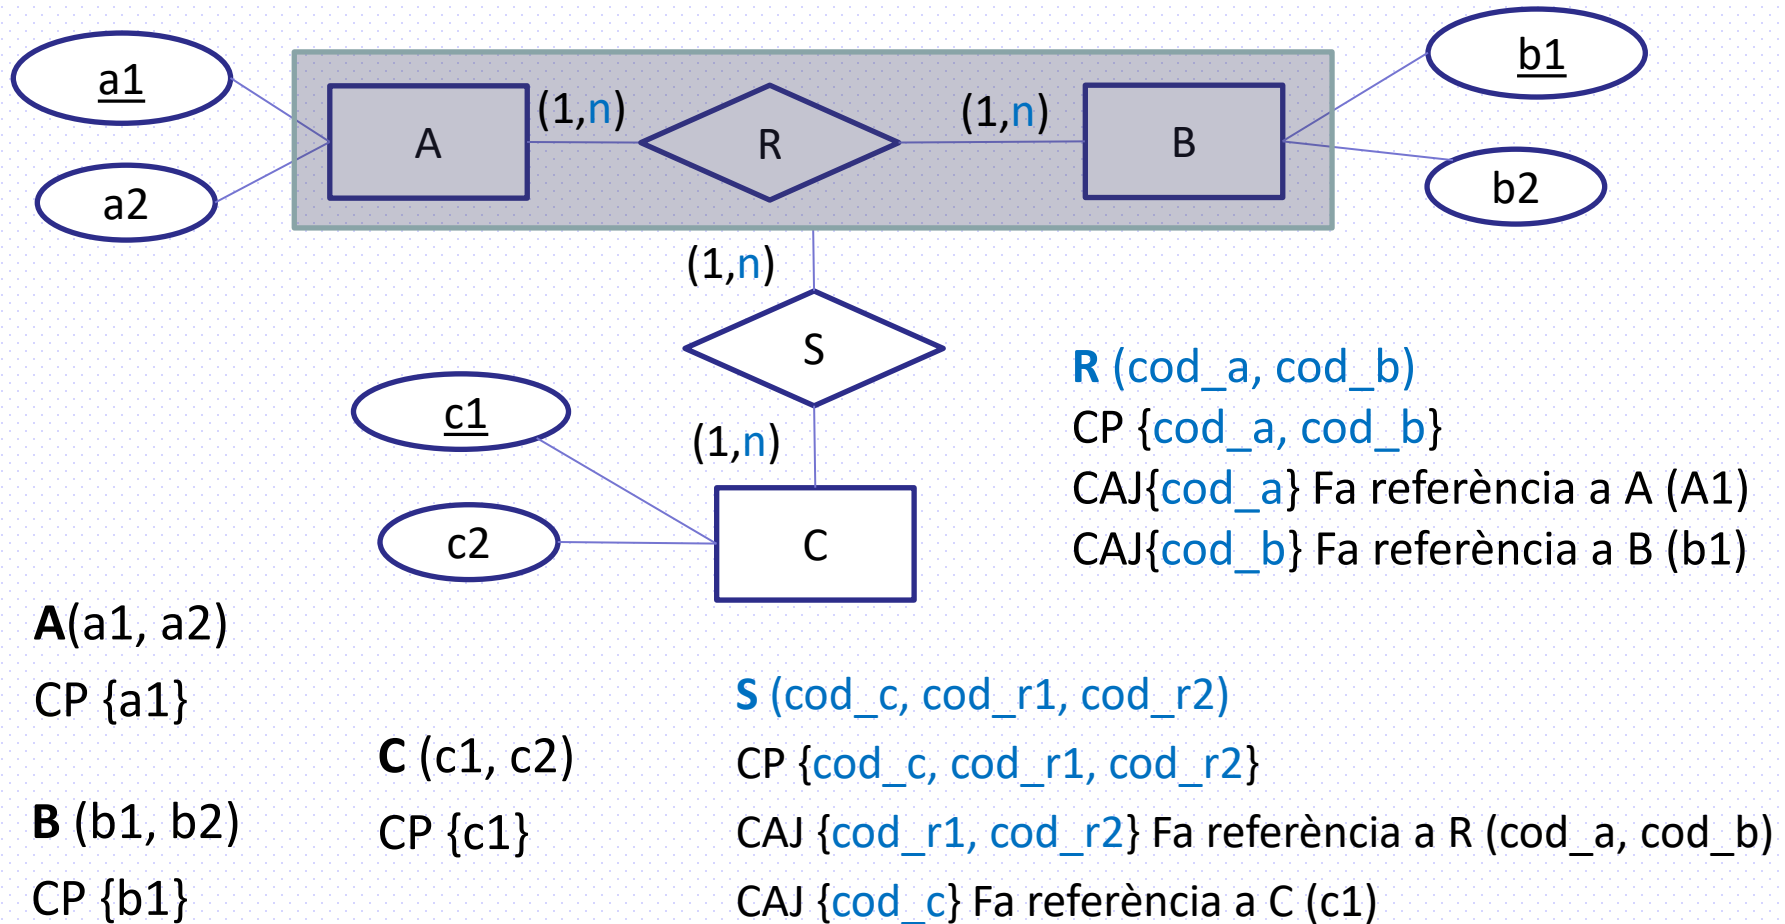 a1
a2
A
(1,n)
R
(1,n)
B
b1
b2
(1,n)
S
(1,n)
c1
c2
C
R (cod_a, cod_b)
CP {cod_a, cod_b}
CAJ{cod_a} Fa referència a A (A1)
CAJ{cod_b} Fa referència a B (b1)
A(a1, a2)
CP {a1}
B (b1, b2)
CP {b1}
C (c1, c2)
CP {c1}
S (cod_c, cod_r1, cod_r2)
CP {cod_c, cod_r1, cod_r2}
CAJ {cod_r1, cod_r2} Fa referència a R (cod_a, cod_b)
CAJ {cod_c} Fa referència a C (c1)